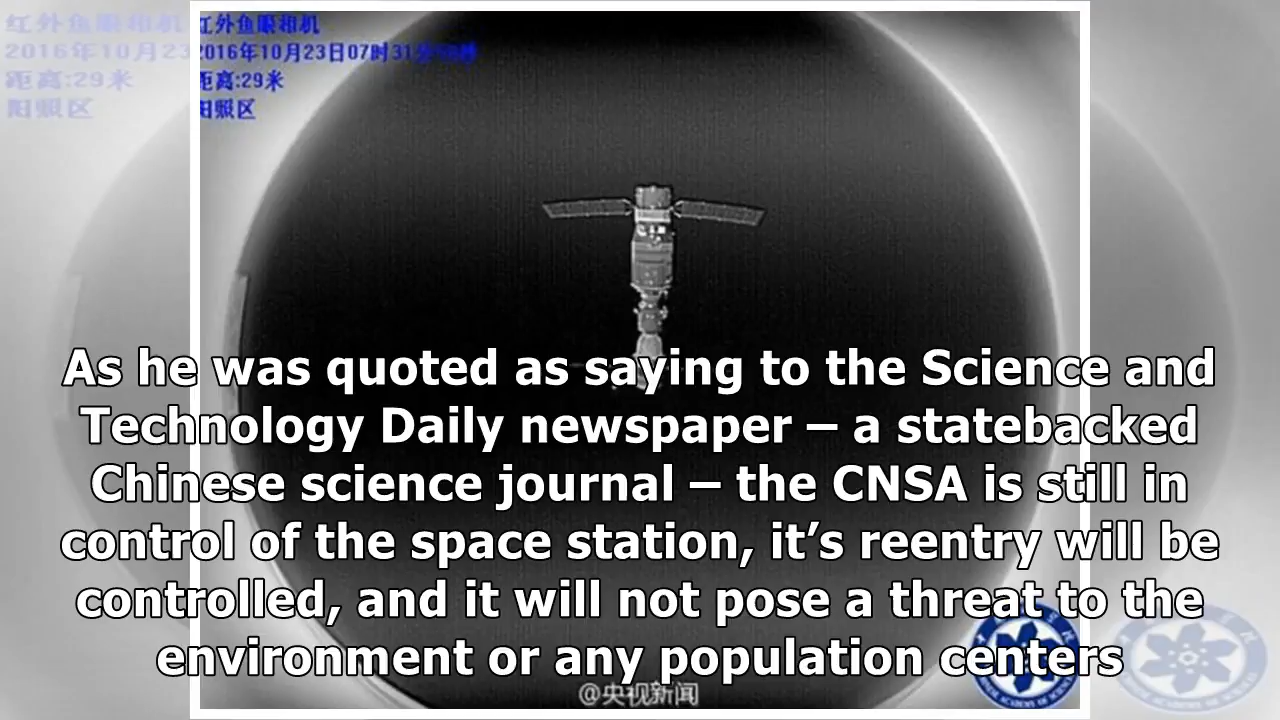 红外鱼眼相机
2016年10月23日07时31分
距离:29米
阳照区
As he was quoted as saying to the Science and
Technology Daily newspaper – a statebacked
Chinese science journal – the CNSA is still in
control of the space station, it’s reentry will be
controlled, and it will not pose a threat to the
environment or any population centers
@央视新闻